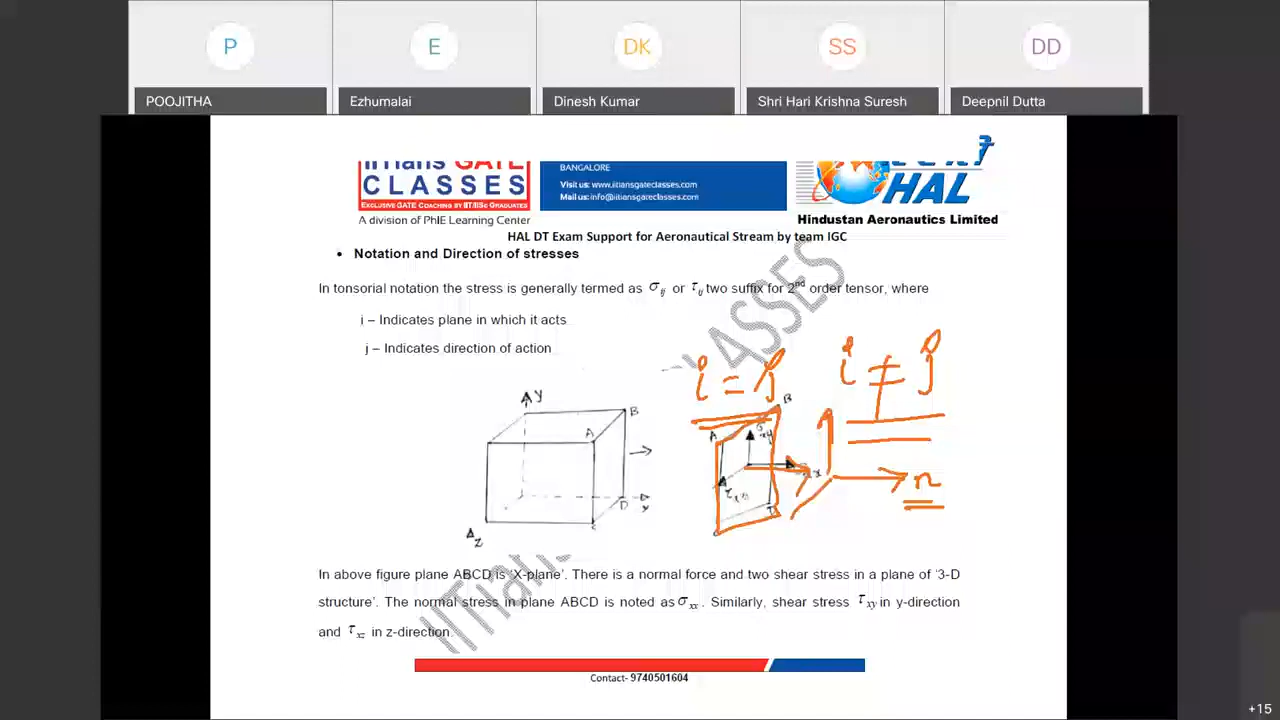 P E DK SS DD
POOJITHA Ezhumalai Dinesh Kumar Shri Hari Krishna Suresh Deepnil Dutta
IITians GATE
CLASSES
EXCLUSIVE GATE COACHING BY IIT/IISc GRADUATES
A division of PhIE Learning Center
BANGALORE
Visit us: www.iitiansgateclasses.com
Mail us: info@iitiansgateclasses.com
HAL
Hindustan Aeronautics Limited
HAL DT Exam Support for Aeronautical Stream by team IGC
• Notation and Direction of stresses
In tonsorial notation the stress is generally termed as σij or τij two suffix for 2nd order tensor, where
i – Indicates plane in which it acts
j – Indicates direction of action
i = j
i ≠ j
y
B
A
D
x
C
z
B
A
σxy
x
τxz
D
n
In above figure plane ABCD is 'X-plane'. There is a normal force and two shear stress in a plane of '3-D
structure'. The normal stress in plane ABCD is noted as σxx. Similarly, shear stress τxy in y-direction
and τxz in z-direction.
Contact- 9740501604
+15